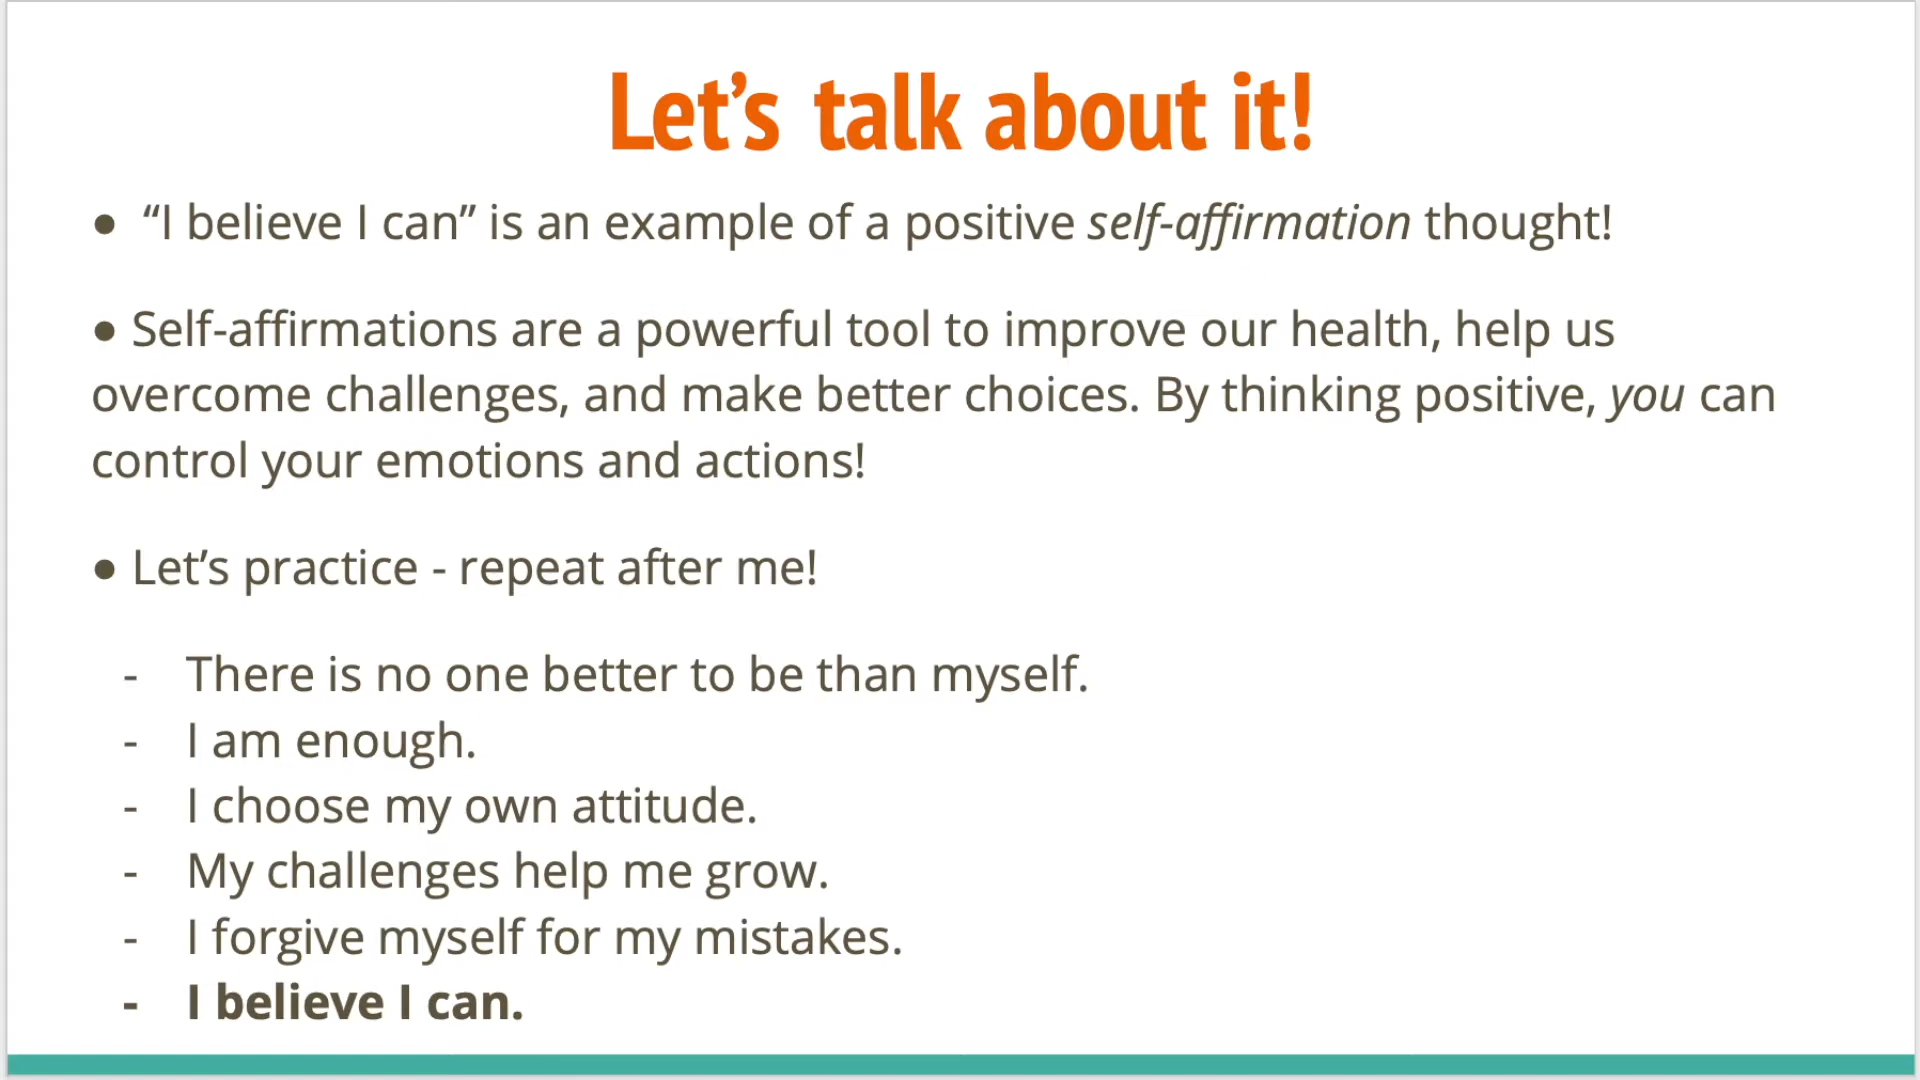 Let’s talk about it!
● “I believe I can” is an example of a positive self-affirmation thought!
● Self-affirmations are a powerful tool to improve our health, help us
overcome challenges, and make better choices. By thinking positive, you can
control your emotions and actions!
● Let’s practice - repeat after me!
- There is no one better to be than myself.
- I am enough.
- I choose my own attitude.
- My challenges help me grow.
- I forgive myself for my mistakes.
- I believe I can.